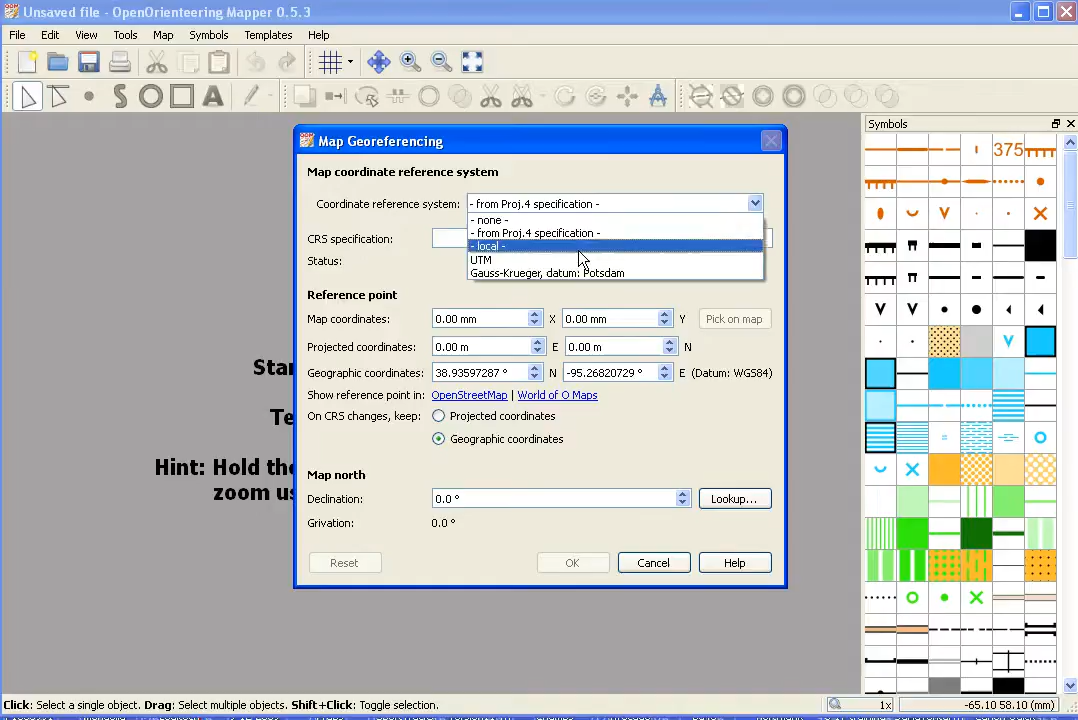 Unsaved file - OpenOrienteering Mapper 0.5.3
File Edit View Tools Map Symbols Templates Help
Symbols
375
Map Georeferencing
Map coordinate reference system
Coordinate reference system: - from Proj.4 specification -
- none -
- from Proj.4 specification -
- local -
UTM
Gauss-Krueger, datum: Potsdam
CRS specification:
Status:
Reference point
Map coordinates: 0.00 mm X 0.00 mm Y Pick on map
Projected coordinates: 0.00 m E 0.00 m N
Geographic coordinates: 38.93597287 ° N -95.26820729 ° E (Datum: WGS84)
Show reference point in: OpenStreetMap | World of O Maps
On CRS changes, keep: Projected coordinates
Geographic coordinates
Map north
Declination: 0.0 ° Lookup...
Grivation: 0.0 °
Reset OK Cancel Help
Star
Te
Hint: Hold the
zoom us
Click: Select a single object. Drag: Select multiple objects. Shift+Click: Toggle selection. 1x -65.10 58.10 (mm)